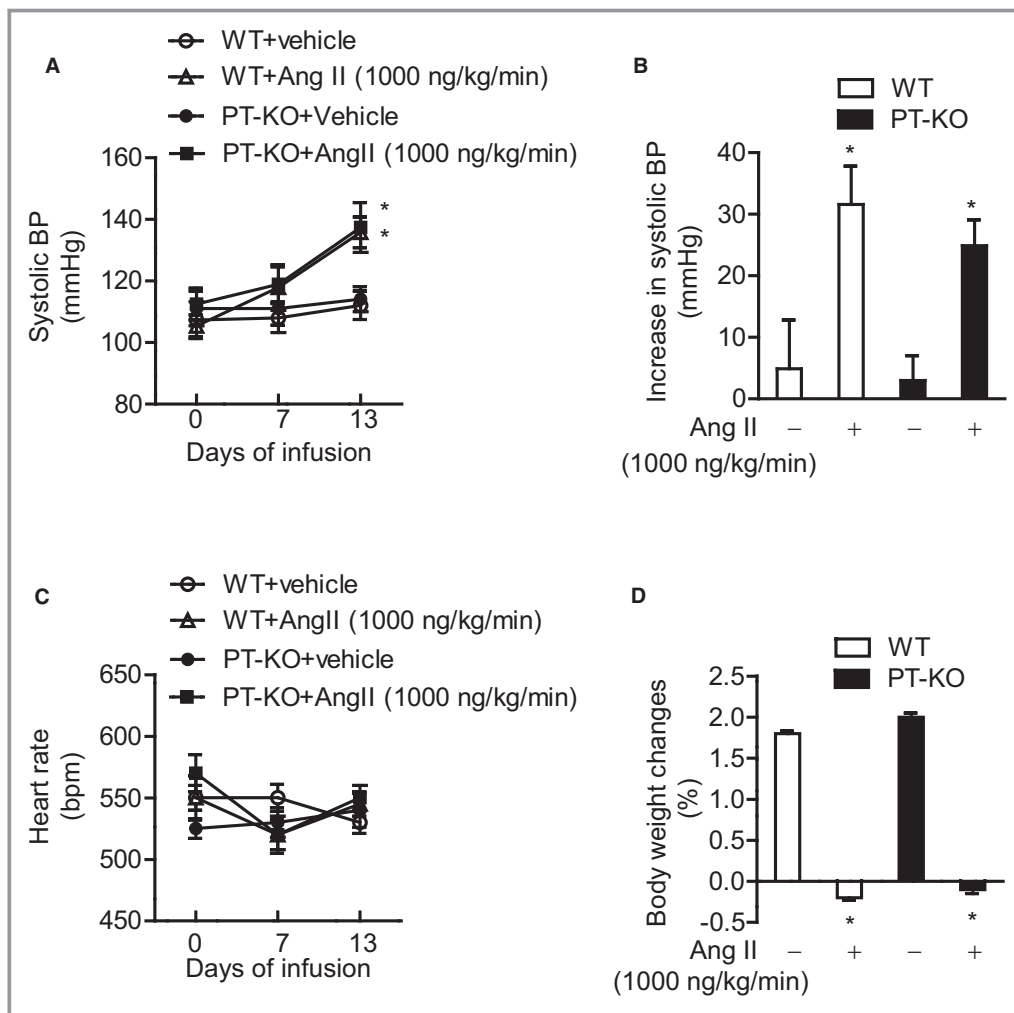 A
WT+vehicle
WT+Ang II (1000 ng/kg/min)
PT-KO+Vehicle
PT-KO+AngII (1000 ng/kg/min)
Systolic BP
(mmHg)
160
140
120
100
80
*
*
0 7 13
Days of infusion
B
WT
PT-KO
Increase in systolic BP
(mmHg)
40
30
20
10
0
* *
Ang II − + − +
(1000 ng/kg/min)
C
WT+vehicle
WT+AngII (1000 ng/kg/min)
PT-KO+vehicle
PT-KO+AngII (1000 ng/kg/min)
Heart rate
(bpm)
650
600
550
500
450
0 7 13
Days of infusion
D
WT
PT-KO
Body weight changes
(%)
2.5
2.0
1.5
1.0
0.5
0.0
-0.5
* *
Ang II − + − +
(1000 ng/kg/min)